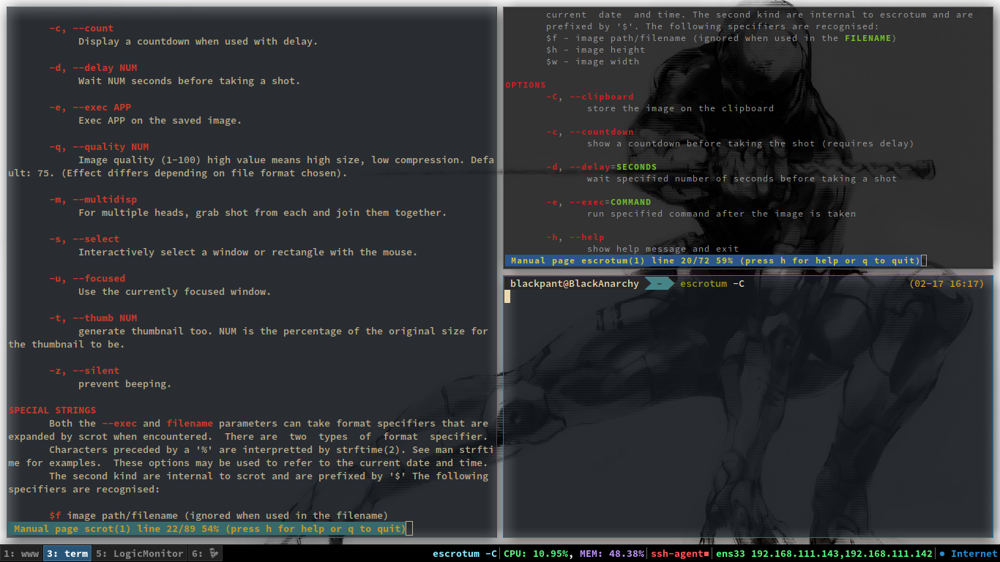 -c, --count
Display a countdown when used with delay.
-d, --delay NUM
Wait NUM seconds before taking a shot.
-e, --exec APP
Exec APP on the saved image.
-q, --quality NUM
Image quality (1-100) high value means high size, low compression. Defa
ult: 75. (Effect differs depending on file format chosen).
-m, --multidisp
For multiple heads, grab shot from each and join them together.
-s, --select
Interactively select a window or rectangle with the mouse.
-u, --focused
Use the currently focused window.
-t, --thumb NUM
generate thumbnail too. NUM is the percentage of the original size for
the thumbnail to be.
-z, --silent
prevent beeping.
SPECIAL STRINGS
Both the --exec and filename parameters can take format specifiers that are
expanded by scrot when encountered.  There are  two  types  of  format  specifier.
Characters preceded by a '%' are interpretted by strftime(2). See man strfti
me for examples.  These options may be used to refer to the current date and time.
The second kind are internal to scrot and are prefixed by '$' The following
specifiers are recognised:
$f image path/filename (ignored when used in the filename)
Manual page scrot(1) line 22/89 54% (press h for help or q to quit)
current  date  and time. The second kind are internal to escrotum and are
prefixed by '$'. The following specifiers are recognised:
$f - image path/filename (ignored when used in the FILENAME)
$h - image height
$w - image width
OPTIONS
-C, --clipboard
store the image on the clipboard
-c, --countdown
show a countdown before taking the shot (requires delay)
-d, --delay=SECONDS
wait specified number of seconds before taking a shot
-e, --exec=COMMAND
run specified command after the image is taken
-h, --help
show help message and exit
Manual page escrotum(1) line 20/72 59% (press h for help or q to quit)
blackpant@BlackAnarchy ~ escrotum -C (02-17 16:17)
1: www 3: term 5: LogicMonitor 6: escrotum -C| CPU: 10.95%, MEM: 48.38%| ssh-agent■| ens33 192.168.111.143,192.168.111.142| ● Internet